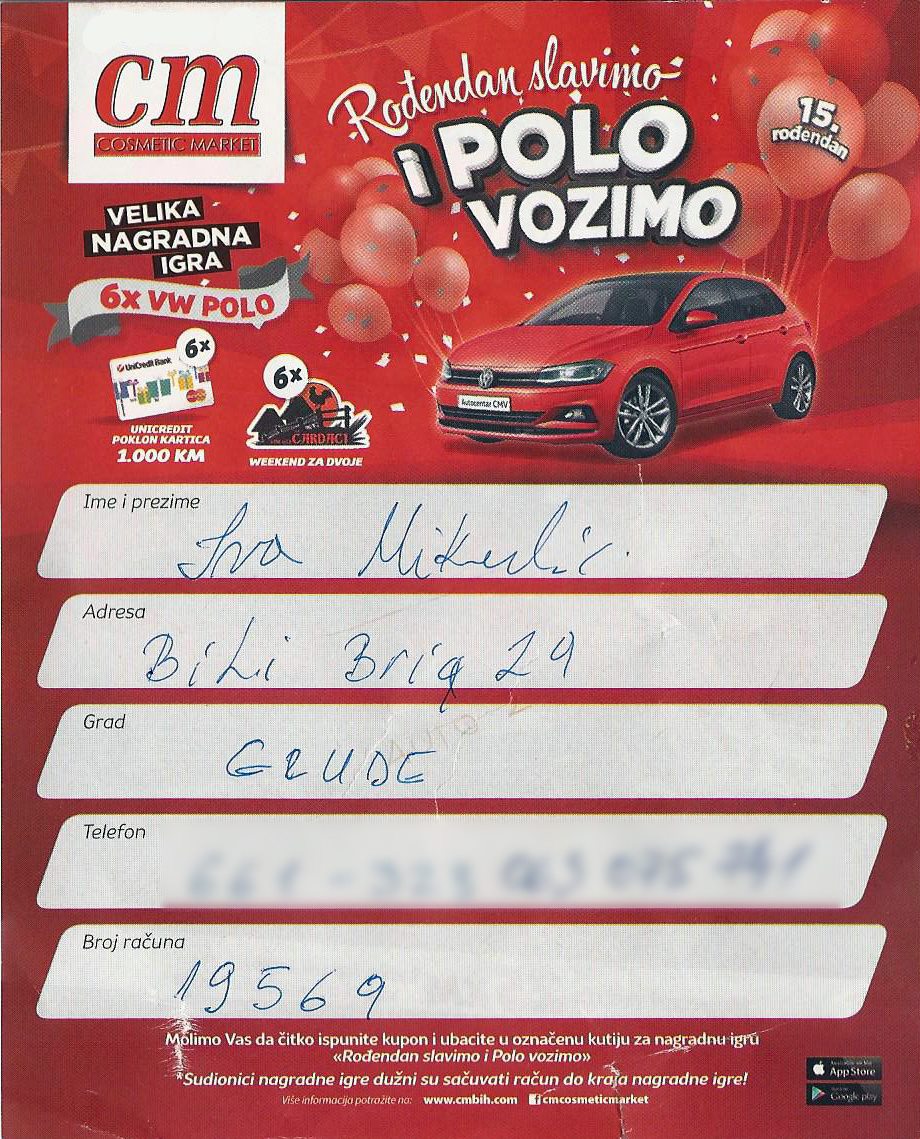 cm
COSMETIC MARKET
Rođendan slavimo
i POLO
VOZIMO
15.
rođendan
VELIKA
NAGRADNA
IGRA
6x VW POLO
6x
UniCredit Bank
UNICREDIT
POKLON KARTICA
1.000 KM
6x
ČARDACI
WEEKEND ZA DVOJE
Autocentar CMV
Ime i prezime
Iva Mikulić
Adresa
Bili Brig 29
Grad
GRUDE
Telefon
Broj računa
19569
Molimo Vas da čitko ispunite kupon i ubacite u označenu kutiju za nagradnu igru
«Rođendan slavimo i Polo vozimo»
*Sudionici nagradne igre dužni su sačuvati račun do kraja nagradne igre!
Više informacija potražite na: www.cmbih.com cmcosmeticmarket
App Store
Google play